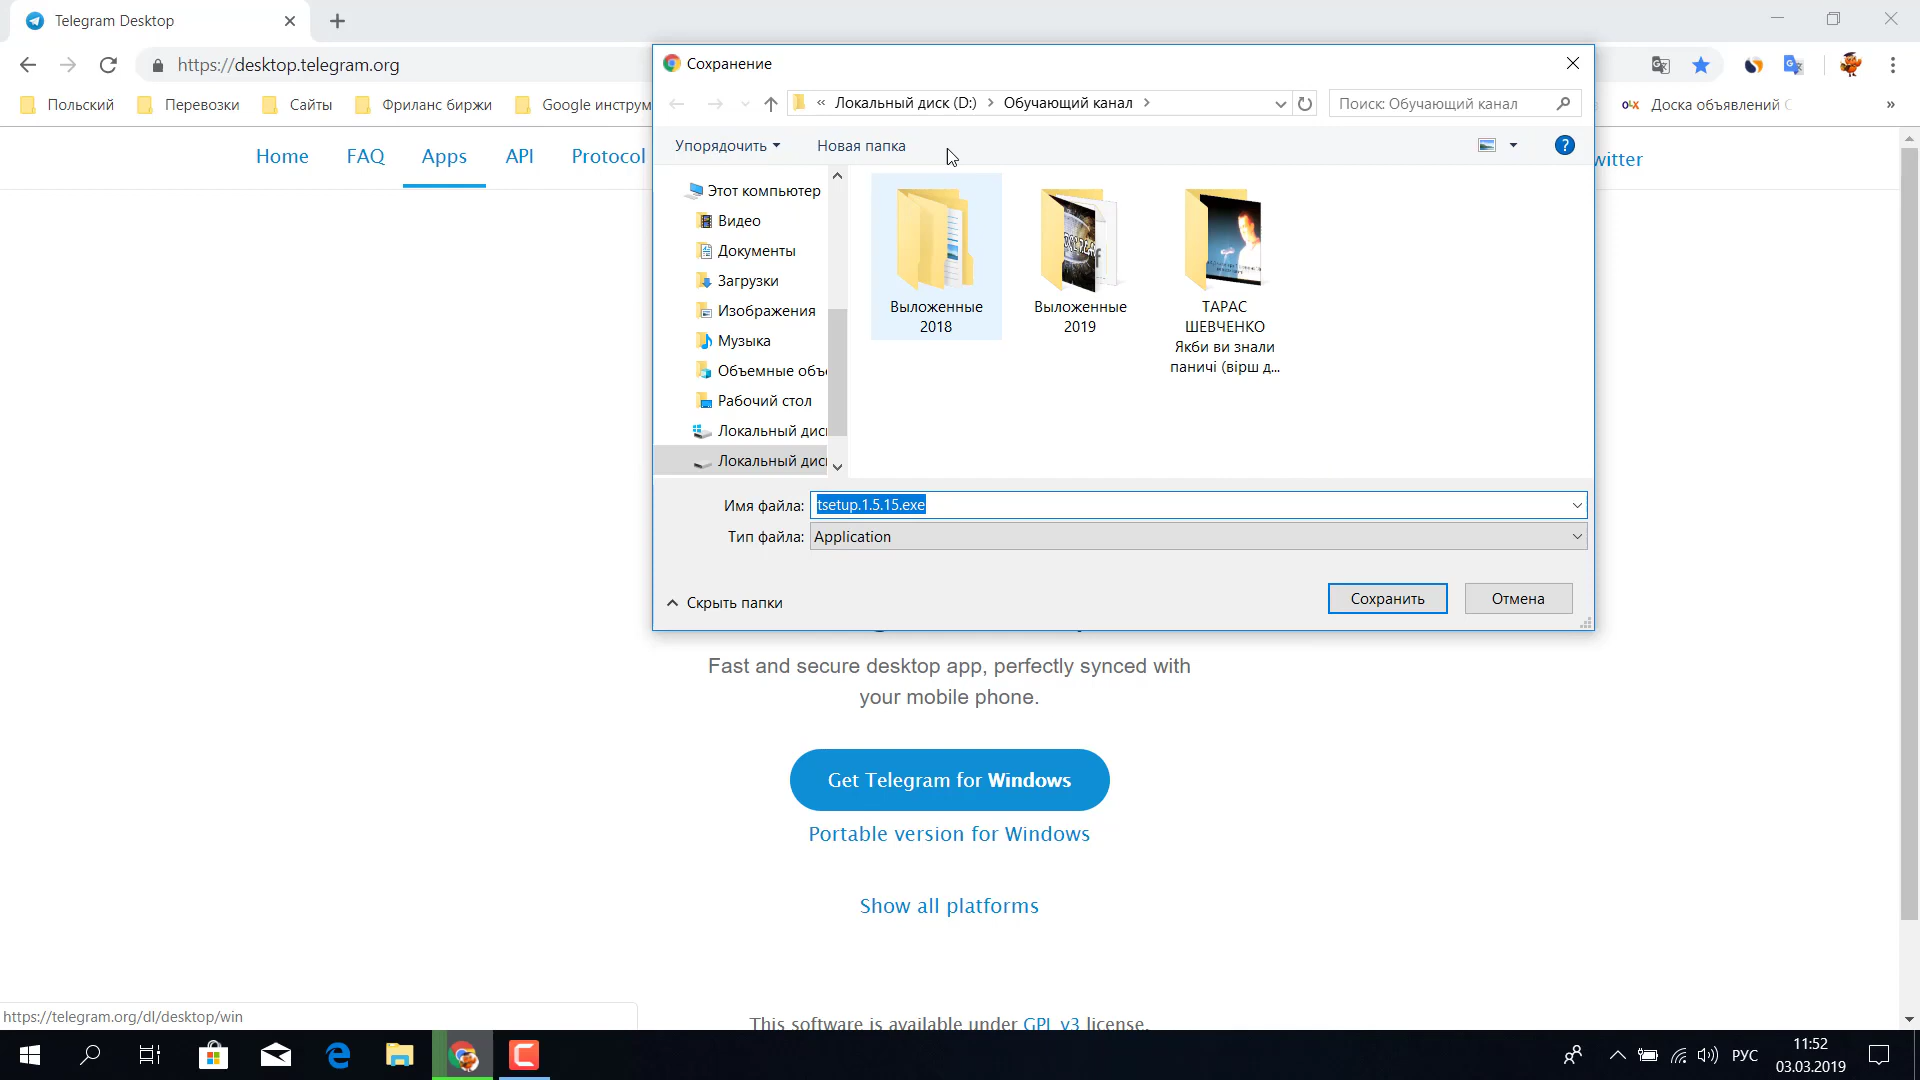 Telegram Desktop
https://desktop.telegram.org
Польский
Перевозки
Сайты
Фриланс биржи
Google инструм
Доска объявлений
»
Home
FAQ
Apps
API
Protocol
witter
Сохранение
« Локальный диск (D:) > Обучающий канал >
Поиск: Обучающий канал
Упорядочить
Новая папка
Этот компьютер
Видео
Документы
Загрузки
Изображения
Музыка
Объемные объ
Рабочий стол
Локальный дис
Локальный дис
Выложенные
2018
Выложенные
2019
ТАРАС
ШЕВЧЕНКО
Якби ви знали
паничі (вірш д...
Имя файла: tsetup.1.5.15.exe
Тип файла: Application
Скрыть папки
Сохранить
Отмена
Fast and secure desktop app, perfectly synced with
your mobile phone.
Get Telegram for Windows
Portable version for Windows
Show all platforms
This software is available under GPL v3 license.
https://telegram.org/dl/desktop/win
РУС
11:52
03.03.2019